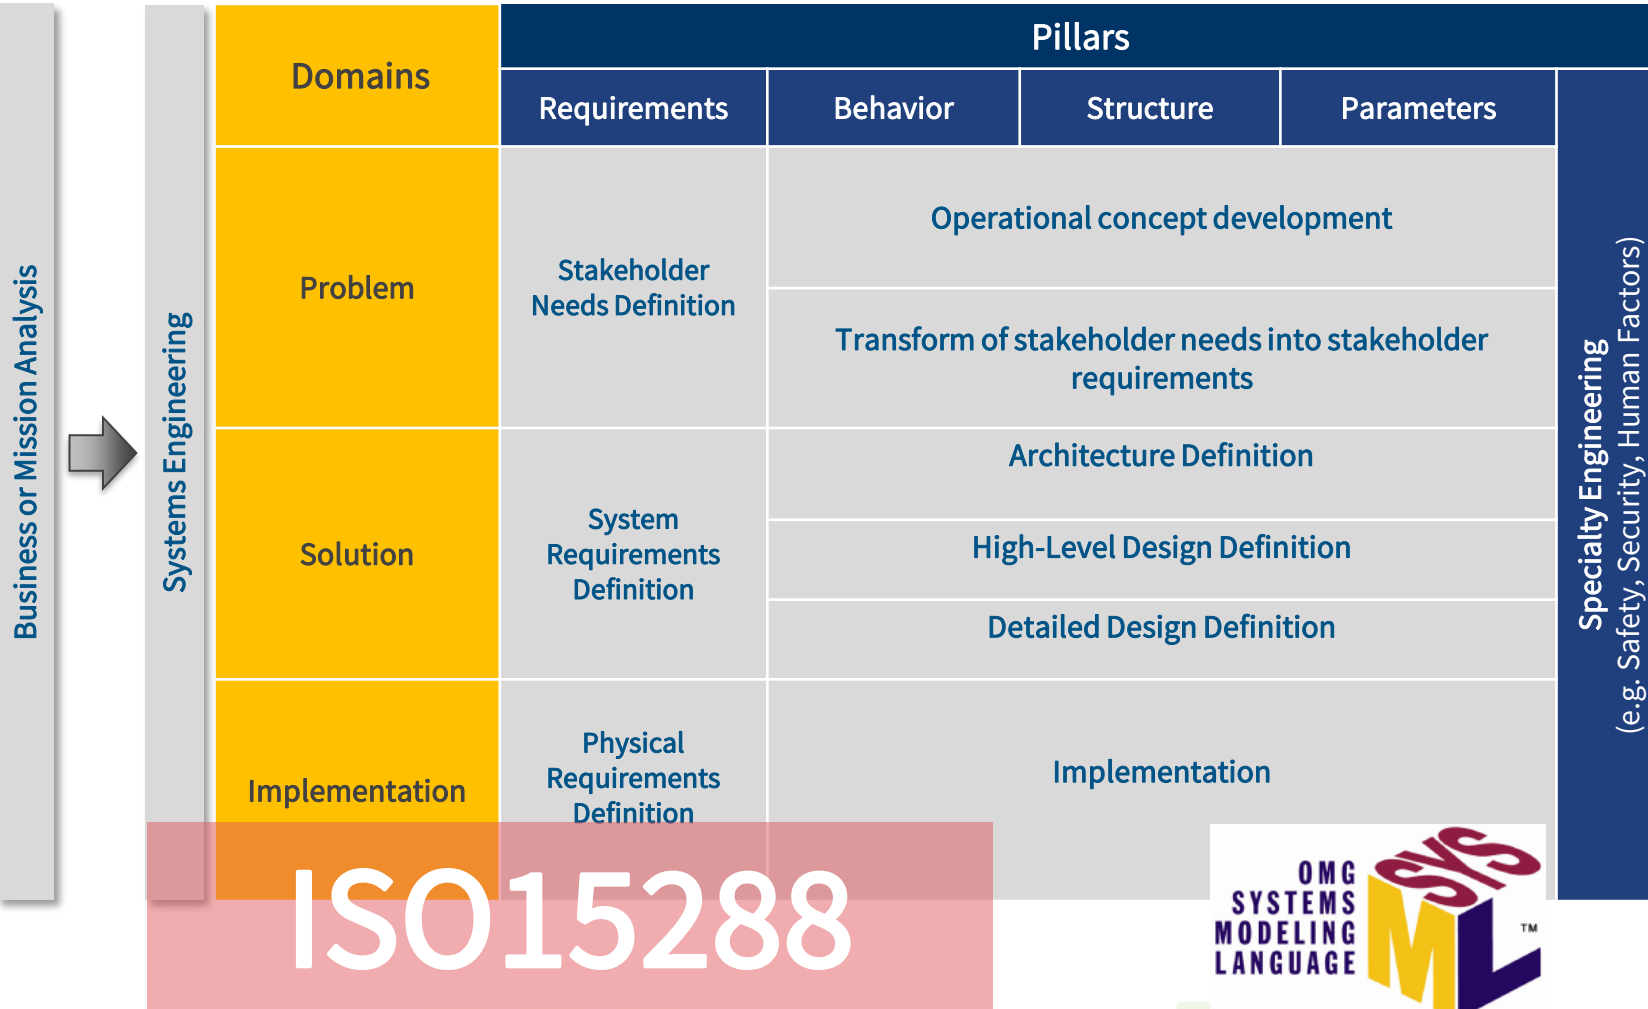 Business or Mission Analysis
Systems Engineering
Domains
Pillars
Requirements
Behavior
Structure
Parameters
Problem
Stakeholder
Needs Definition
Operational concept development
Transform of stakeholder needs into stakeholder
requirements
Solution
System
Requirements
Definition
Architecture Definition
High-Level Design Definition
Detailed Design Definition
Implementation
Physical
Requirements
Definition
Implementation
Specialty Engineering
(e.g. Safety, Security, Human Factors)
ISO15288
OMG
SYSTEMS
MODELING
LANGUAGE
SYS
ML
TM